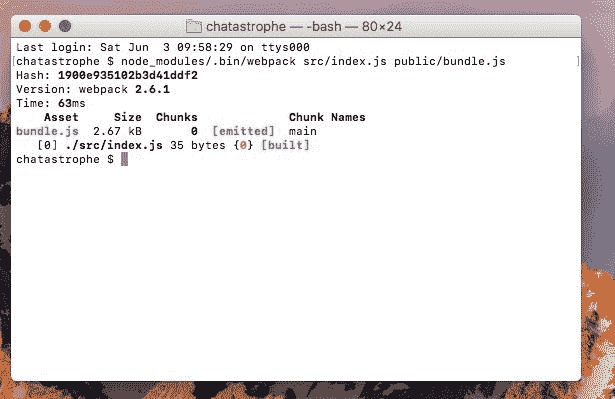 chatastrophe — -bash — 80×24
Last login: Sat Jun  3 09:58:29 on ttys000
[chatastrophe $ node_modules/.bin/webpack src/index.js public/bundle.js ]
Hash: 1900e935102b3d41ddf2
Version: webpack 2.6.1
Time: 63ms
    Asset     Size  Chunks             Chunk Names
bundle.js  2.67 kB       0  [emitted]  main
   [0] ./src/index.js 35 bytes {0} [built]
chatastrophe $